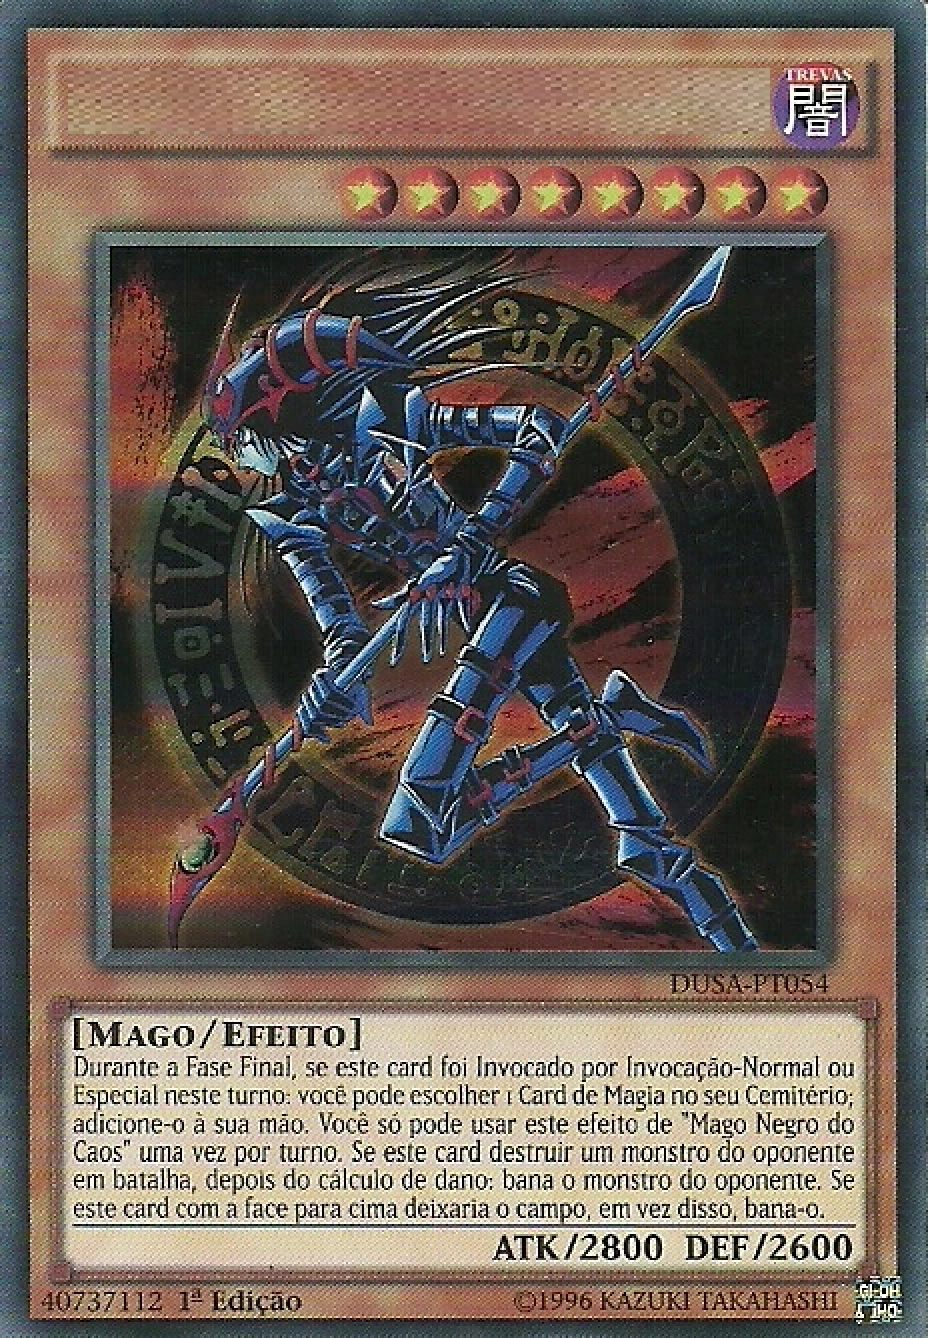 TREVAS
闇
DUSA-PT054
[MAGO/EFEITO]
Durante a Fase Final, se este card foi Invocado por Invocação-Normal ou
Especial neste turno: você pode escolher 1 Card de Magia no seu Cemitério;
adicione-o à sua mão. Você só pode usar este efeito de "Mago Negro do
Caos" uma vez por turno. Se este card destruir um monstro do oponente
em batalha, depois do cálculo de dano: bana o monstro do oponente. Se
este card com a face para cima deixaria o campo, em vez disso, bana-o.
ATK/2800 DEF/2600
40737112 1ª Edição ©1996 KAZUKI TAKAHASHI